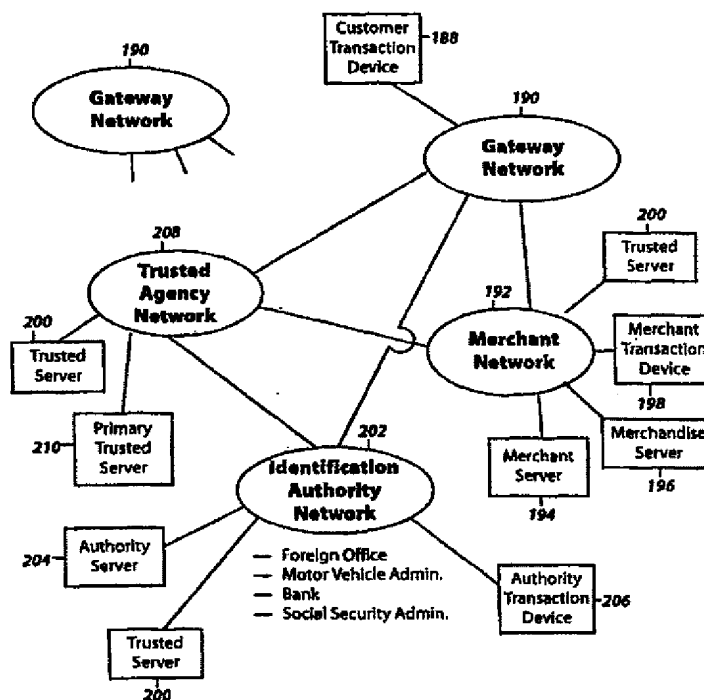 Customer
Transaction
Device
188
190
Gateway
Network
190
Gateway
Network
208
Trusted
Agency
Network
200
Trusted
Server
192
Merchant
Network
200
Trusted
Server
Merchant
Transaction
Device
198
210
Primary
Trusted
Server
202
Identification
Authority
Network
Merchant
Server
194
Merchandise
Server
196
204
Authority
Server
— Foreign Office
— Motor Vehicle Admin.
— Bank
— Social Security Admin.
Authority
Transaction
Device
206
Trusted
Server
200